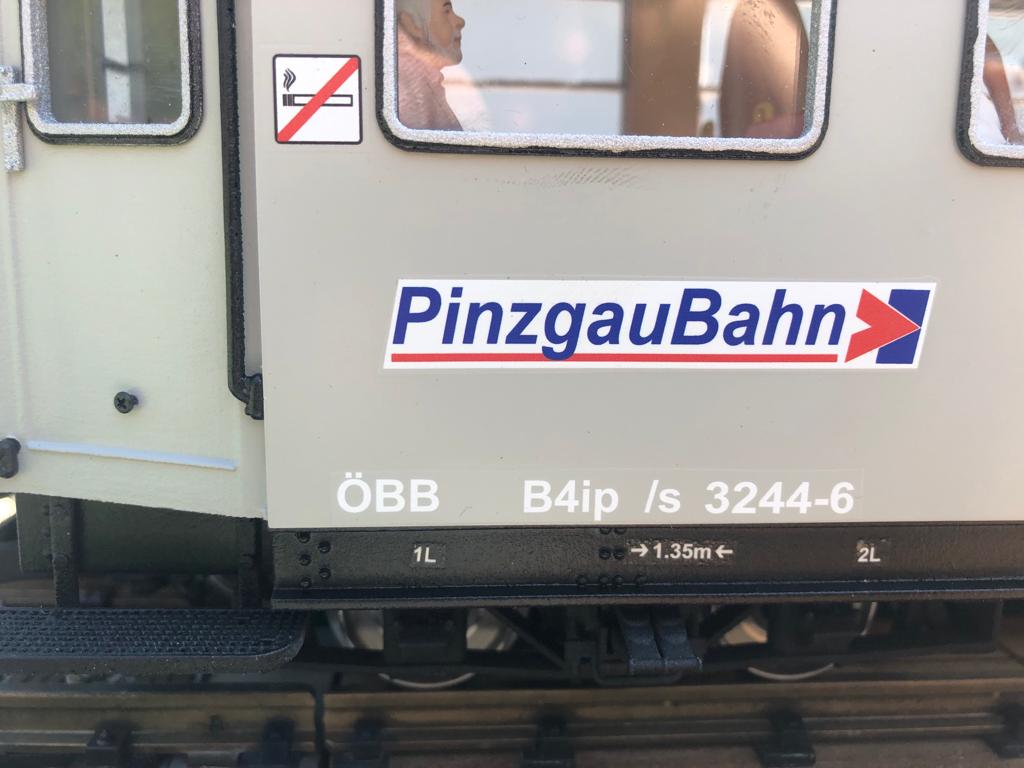 PinzgauBahn
ÖBB B4ip /s 3244-6
1L →1.35m← 2L